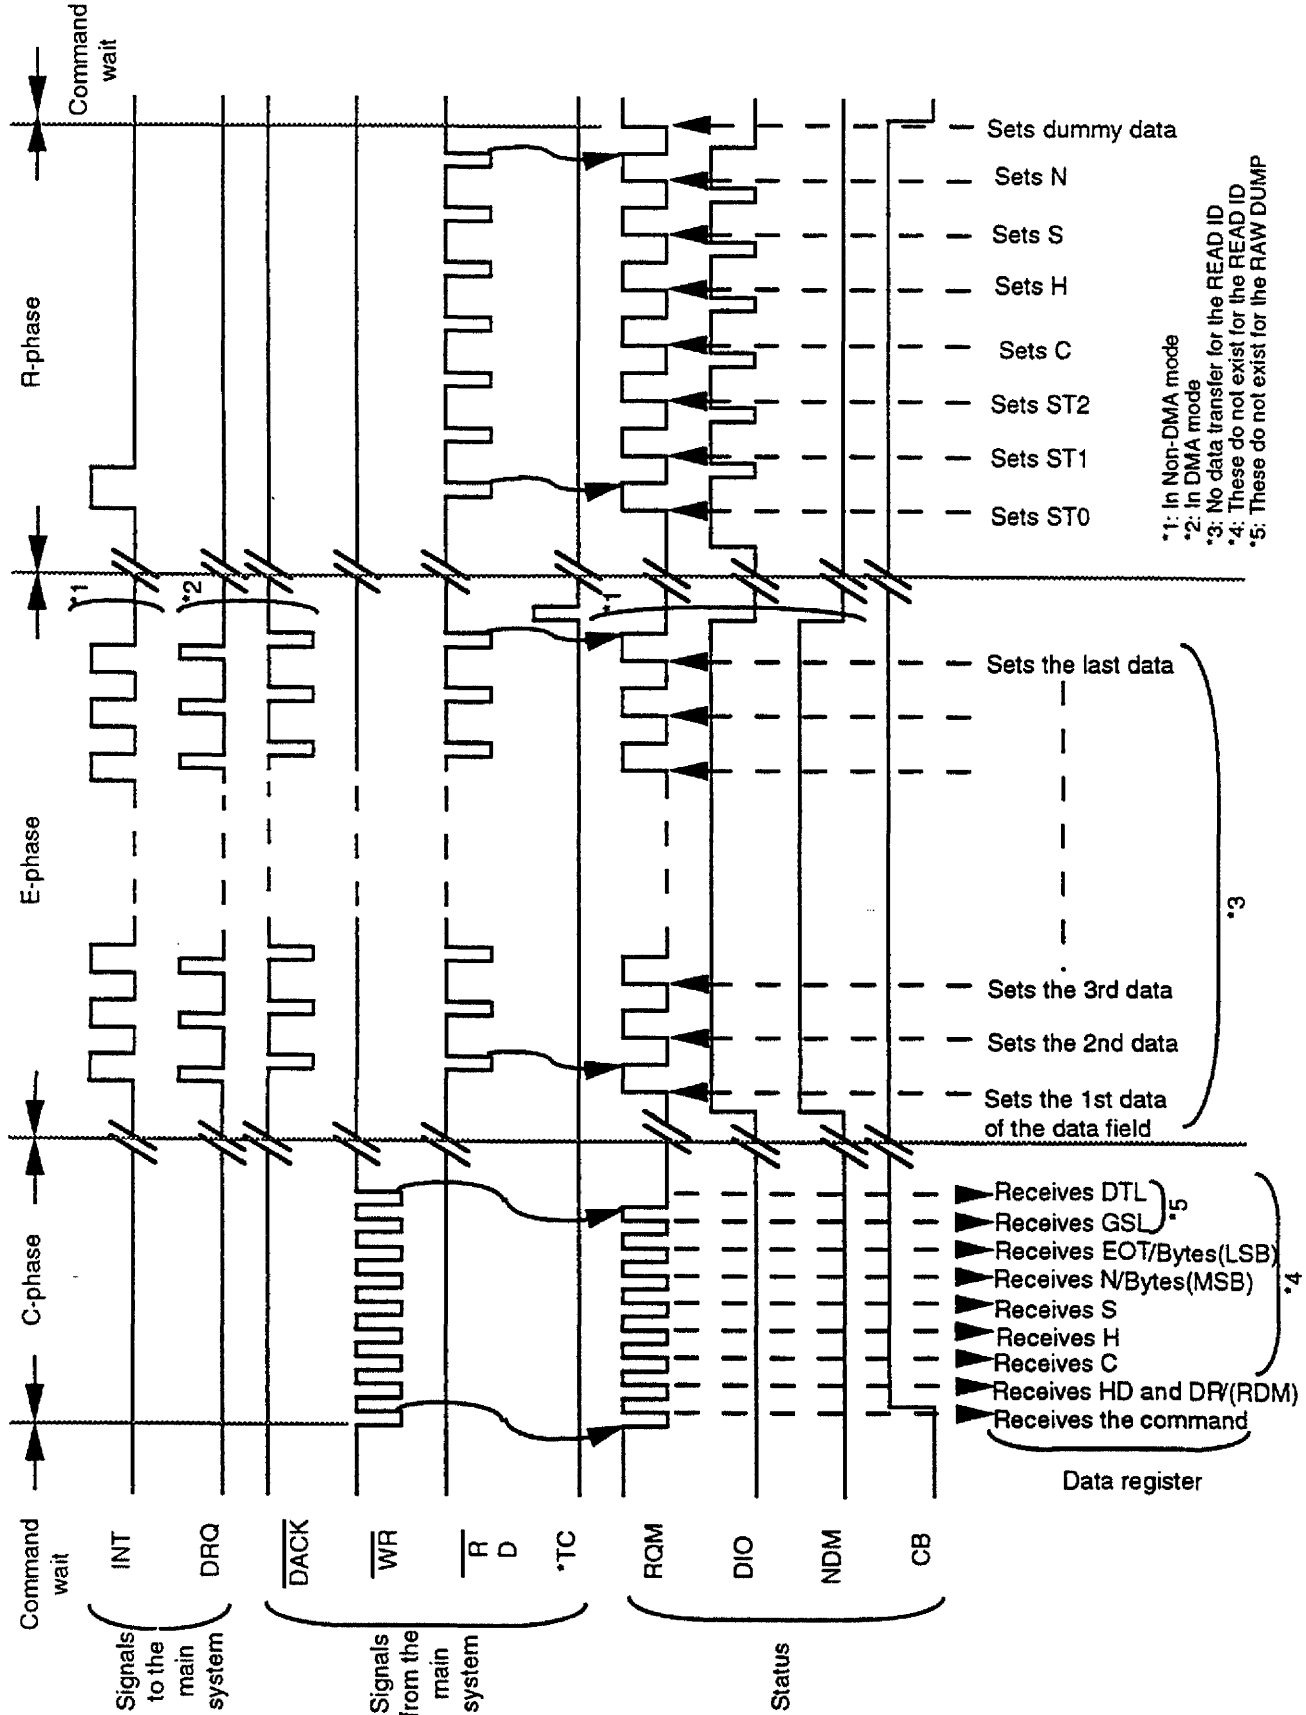 Command
wait
C-phase
E-phase
R-phase
Command
wait
Signals
to the
main
system
INT
DRQ
Signals
from the
main
system
DACK
WR
R
D
*TC
Status
RQM
DIO
NDM
CB
*1
*2
*1
Receives the command
Receives HD and DR/(RDM)
Receives C
Receives H
Receives S
Receives N/Bytes(MSB)
Receives EOT/Bytes(LSB)
Receives GSL
Receives DTL
*5
*4
Data register
Sets the 1st data
of the data field
Sets the 2nd data
Sets the 3rd data
Sets the last data
*3
Sets ST0
Sets ST1
Sets ST2
Sets C
Sets H
Sets S
Sets N
Sets dummy data
*1: In Non-DMA mode
*2: In DMA mode
*3: No data transfer for the READ ID
*4: These do not exist for the READ ID
*5: These do not exist for the RAW DUMP